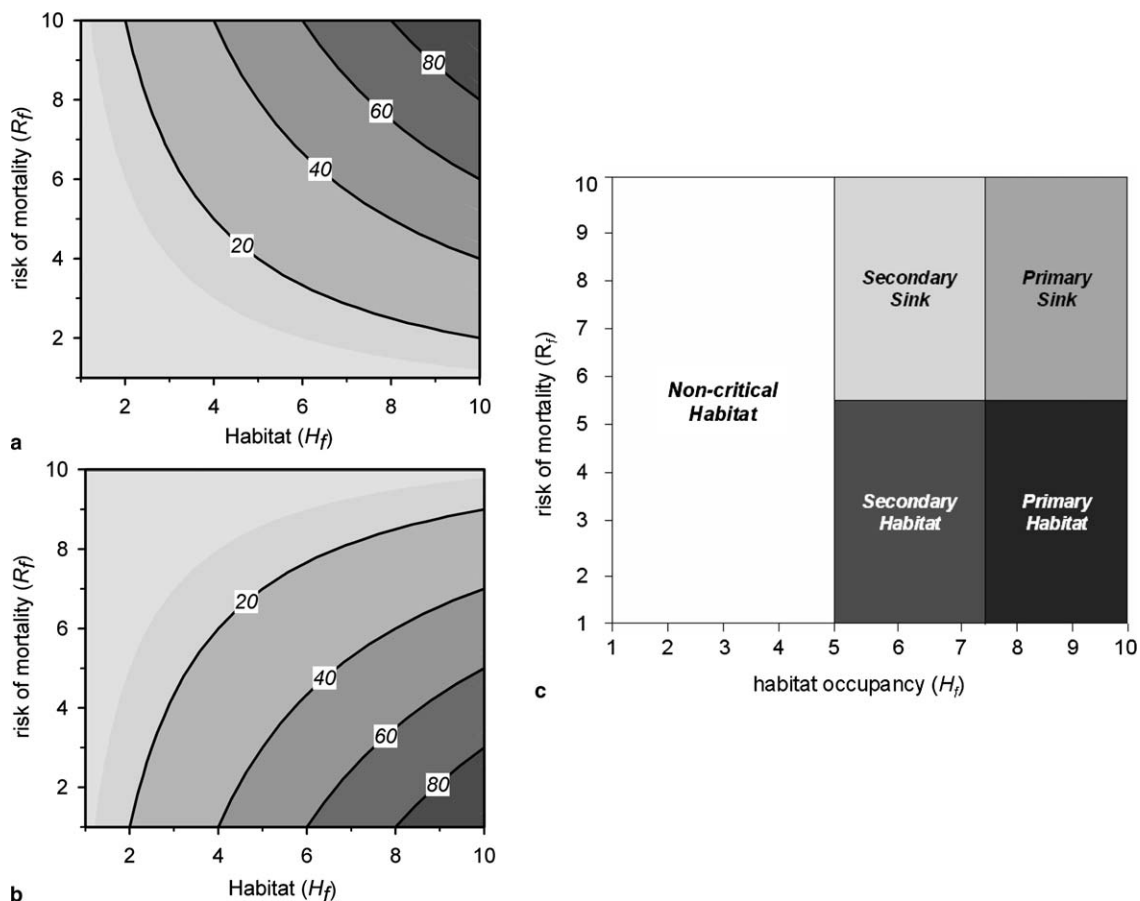 10
8
6
4
2
risk of mortality (Rf)
80
60
40
20
2 4 6 8 10
Habitat (Hf)
a
10
8
6
4
2
risk of mortality (Rf)
20
40
60
80
2 4 6 8 10
Habitat (Hf)
b
10
9
8
7
6
5
4
3
2
1
risk of mortality (Rf)
Non-critical
Habitat
Secondary
Sink
Primary
Sink
Secondary
Habitat
Primary
Habitat
1 2 3 4 5 6 7 8 9 10
habitat occupancy (Hf)
c